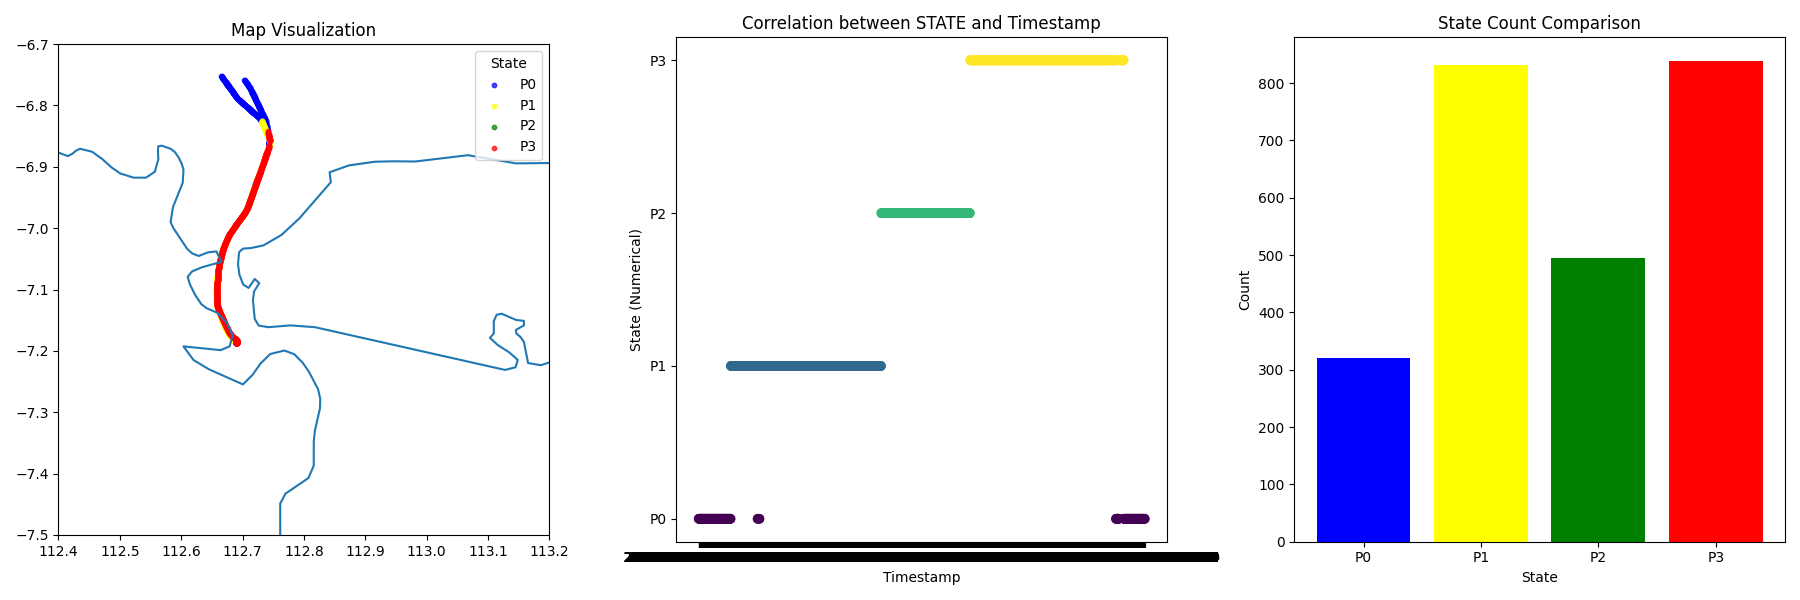 Map Visualization
−6.7
−6.8
−6.9
−7.0
−7.1
−7.2
−7.3
−7.4
−7.5
112.4 112.5 112.6 112.7 112.8 112.9 113.0 113.1 113.2
State
P0
P1
P2
P3
Correlation between STATE and Timestamp
State (Numerical)
P3
P2
P1
P0
Timestamp
State Count Comparison
Count
800
700
600
500
400
300
200
100
0
P0 P1 P2 P3
State